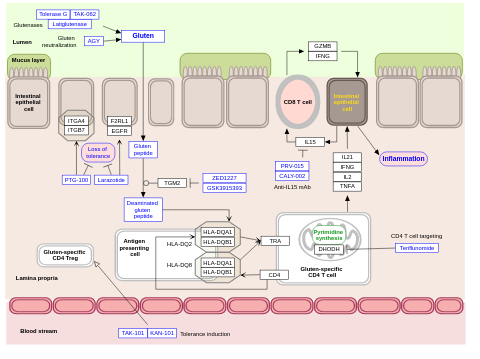 Tolerase G
TAK-062
Latiglutenase
Glutenases
Gluten
neutralization
AGY
Gluten
Lumen
Mucus layer
GZMB
IFNG
Intestinal
epithelial
cell
ITGA4
ITGB7
F2RL1
EGFR
CD8 T cell
Intestinal
epithelial
cell
Loss of
tolerance
Gluten
peptide
IL15
Inflammation
PTG-100
Larazotide
TGM2
ZED1227
GSK3915393
PRV-015
CALY-002
Anti-IL15 mAb
IL21
IFNG
IL2
TNFA
Deaminated
gluten
peptide
HLA-DQA1
HLA-DQB1
HLA-DQ2
Antigen
presenting
cell
HLA-DQ8
HLA-DQA1
HLA-DQB1
TRA
CD4
Pyrimidine
synthesis
DHODH
Gluten-specific
CD4 T cell
CD4 T cell targeting
Teriflunomide
Gluten-specific
CD4 Treg
Lamina propria
Blood stream
TAK-101
KAN-101
Tolerance induction